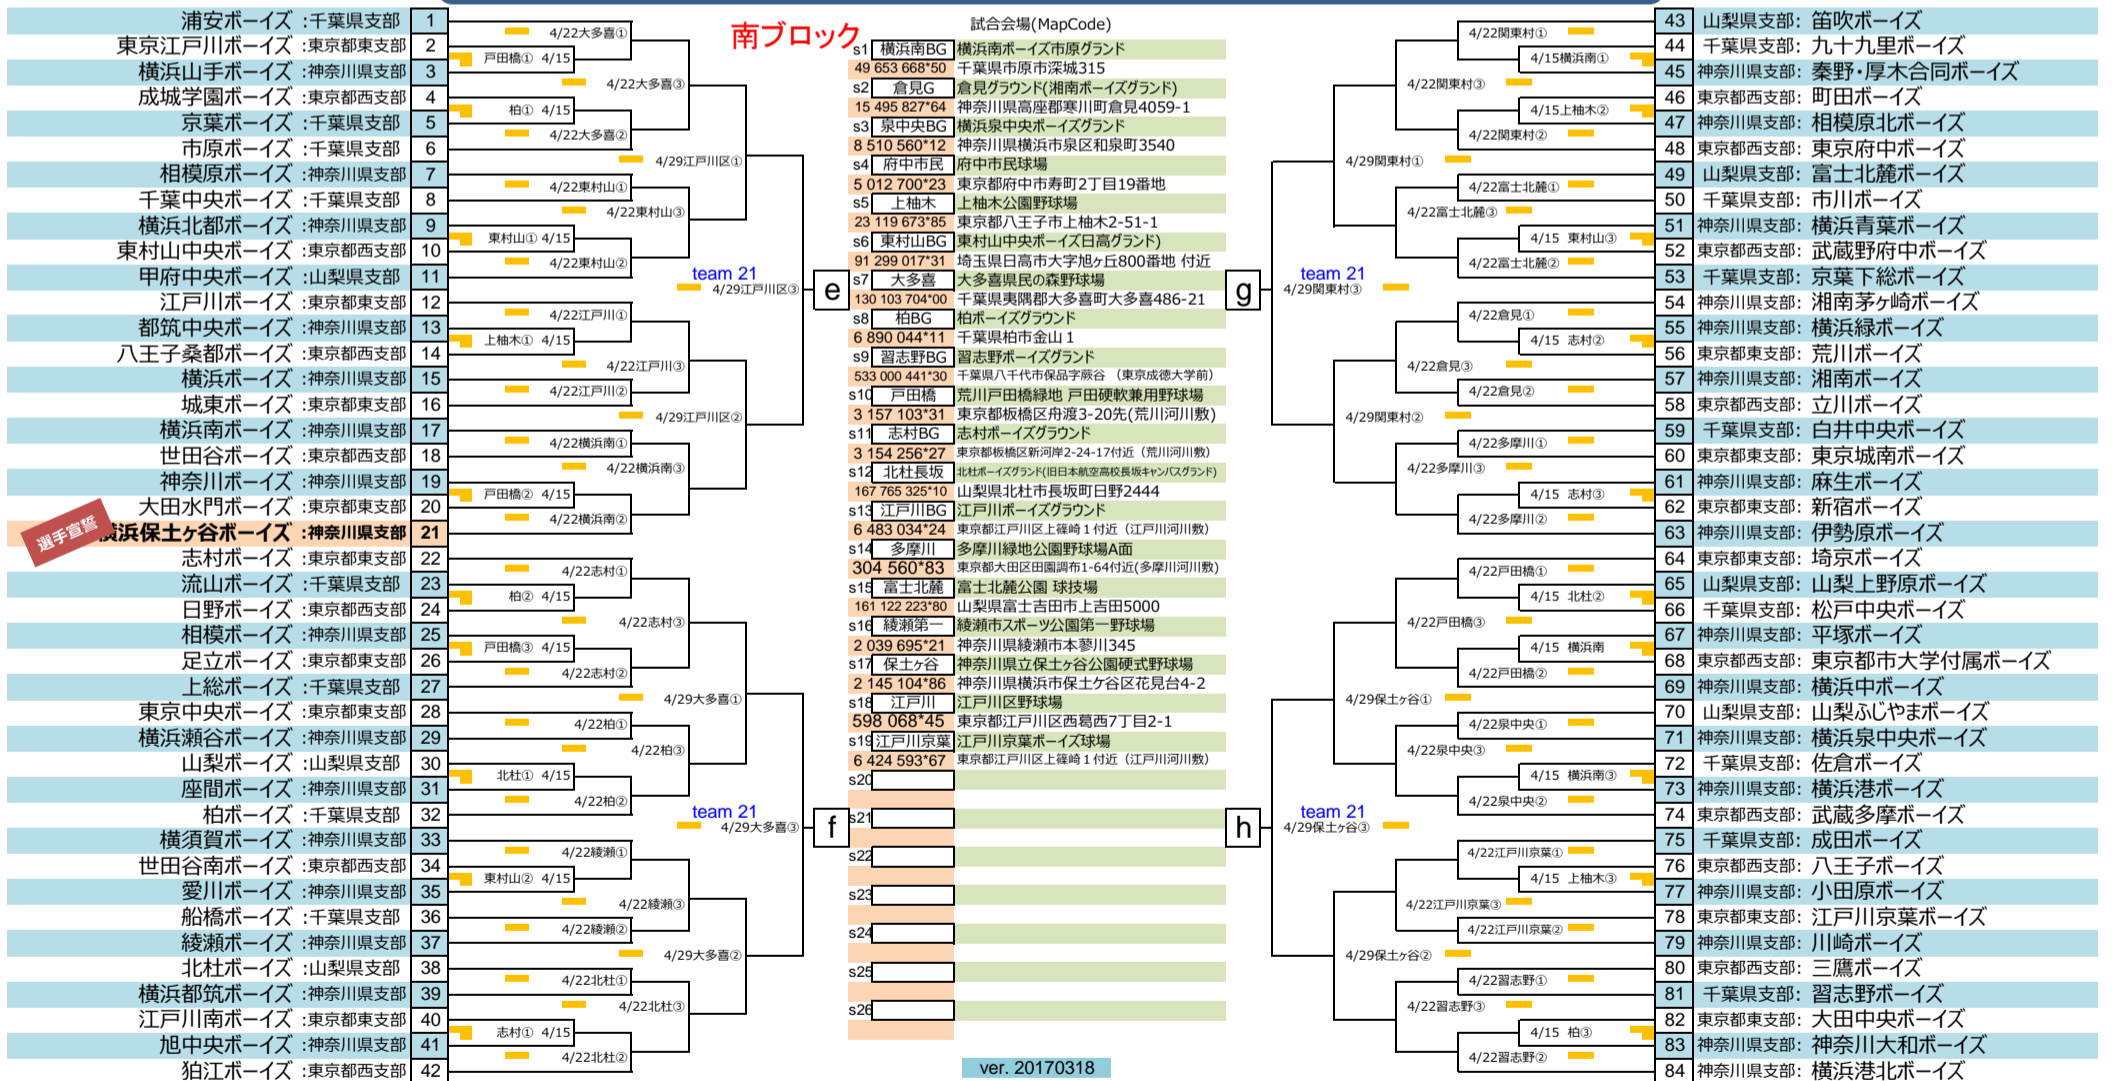 南ブロック
試合会場(MapCode)
浦安ボーイズ :千葉県支部 1
東京江戸川ボーイズ :東京都東支部 2
横浜山手ボーイズ :神奈川県支部 3
成城学園ボーイズ :東京都西支部 4
京葉ボーイズ :千葉県支部 5
市原ボーイズ :千葉県支部 6
相模原ボーイズ :神奈川県支部 7
千葉中央ボーイズ :千葉県支部 8
横浜北都ボーイズ :神奈川県支部 9
東村山中央ボーイズ :東京都西支部 10
甲府中央ボーイズ :山梨県支部 11
江戸川ボーイズ :東京都東支部 12
都筑中央ボーイズ :神奈川県支部 13
八王子桑都ボーイズ :東京都西支部 14
横浜ボーイズ :神奈川県支部 15
城東ボーイズ :東京都東支部 16
横浜南ボーイズ :神奈川県支部 17
世田谷ボーイズ :東京都西支部 18
神奈川ボーイズ :神奈川県支部 19
大田水門ボーイズ :東京都東支部 20
選手宣誓
横浜保土ヶ谷ボーイズ :神奈川県支部 21
志村ボーイズ :東京都東支部 22
流山ボーイズ :千葉県支部 23
日野ボーイズ :東京都西支部 24
相模ボーイズ :神奈川県支部 25
足立ボーイズ :東京都東支部 26
上総ボーイズ :千葉県支部 27
東京中央ボーイズ :東京都東支部 28
横浜瀬谷ボーイズ :神奈川県支部 29
山梨ボーイズ :山梨県支部 30
座間ボーイズ :神奈川県支部 31
柏ボーイズ :千葉県支部 32
横須賀ボーイズ :神奈川県支部 33
世田谷南ボーイズ :東京都西支部 34
愛川ボーイズ :神奈川県支部 35
船橋ボーイズ :千葉県支部 36
綾瀬ボーイズ :神奈川県支部 37
北杜ボーイズ :山梨県支部 38
横浜都筑ボーイズ :神奈川県支部 39
江戸川南ボーイズ :東京都東支部 40
旭中央ボーイズ :神奈川県支部 41
狛江ボーイズ :東京都西支部 42
4/22大多喜①
戸田橋① 4/15
4/22大多喜③
柏① 4/15
4/22大多喜②
4/29江戸川区①
4/22東村山①
4/22東村山③
東村山① 4/15
4/22東村山②
team 21
4/29江戸川区③
e
4/22江戸川①
上柚木① 4/15
4/22江戸川③
4/22江戸川②
4/29江戸川区②
4/22横浜南①
4/22横浜南③
戸田橋② 4/15
4/22横浜南②
4/22志村①
柏② 4/15
4/22志村③
戸田橋③ 4/15
4/22志村②
4/29大多喜①
4/22柏①
4/22柏③
北杜① 4/15
4/22柏②
team 21
4/29大多喜③
f
4/22綾瀬①
東村山② 4/15
4/22綾瀬③
4/22綾瀬②
4/29大多喜②
4/22北杜①
4/22北杜③
志村① 4/15
4/22北杜②
s1 横浜南BG 横浜南ボーイズ市原グランド
49 653 668*50 千葉県市原市深城315
s2 倉見G 倉見グラウンド(湘南ボーイズグランド)
15 495 827*64 神奈川県高座郡寒川町倉見4059-1
s3 泉中央BG 横浜泉中央ボーイズグランド
8 510 560*12 神奈川県横浜市泉区和泉町3540
s4 府中市民 府中市民球場
5 012 700*23 東京都府中市寿町2丁目19番地
s5 上柚木 上柚木公園野球場
23 119 673*85 東京都八王子市上柚木2-51-1
s6 東村山BG 東村山中央ボーイズ日高グランド)
91 299 017*31 埼玉県日高市大字旭ヶ丘800番地 付近
s7 大多喜 大多喜県民の森野球場
130 103 704*00 千葉県夷隅郡大多喜町大多喜486-21
s8 柏BG 柏ボーイズグラウンド
6 890 044*11 千葉県柏市金山1
s9 習志野BG 習志野ボーイズグランド
533 000 441*30 千葉県八千代市保品字蕨谷 (東京成徳大学前)
s10 戸田橋 荒川戸田橋緑地 戸田硬軟兼用野球場
3 157 103*31 東京都板橋区舟渡3-20先(荒川河川敷)
s11 志村BG 志村ボーイズグラウンド
3 154 256*27 東京都板橋区新河岸2-24-17付近(荒川河川敷)
s12 北杜長坂 北杜ボーイズグランド(旧日本航空高校長坂キャンパスグランド)
167 765 325*10 山梨県北杜市長坂町日野2444
s13 江戸川BG 江戸川ボーイズグラウンド
6 483 034*24 東京都江戸川区上篠崎1付近(江戸川河川敷)
s14 多摩川 多摩川緑地公園野球場A面
304 560*83 東京都大田区田園調布1-64付近(多摩川河川敷)
s15 富士北麓 富士北麓公園 球技場
161 122 223*80 山梨県富士吉田市上吉田5000
s16 綾瀬第一 綾瀬市スポーツ公園第一野球場
2 039 695*21 神奈川県綾瀬市本蓼川345
s17 保土ヶ谷 神奈川県立保土ヶ谷公園硬式野球場
2 145 104*86 神奈川県横浜市保土ケ谷区花見台4-2
s18 江戸川 江戸川区野球場
598 068*45 東京都江戸川区西葛西7丁目2-1
s19 江戸川京葉 江戸川京葉ボーイズ球場
6 424 593*67 東京都江戸川区上篠崎1付近(江戸川河川敷)
s20
s21
s22
s23
s24
s25
s26
ver. 20170318
4/22関東村①
4/15横浜南①
4/22関東村③
4/15上柚木②
4/22関東村②
4/29関東村①
4/22富士北麓①
4/22富士北麓③
4/15 東村山③
4/22富士北麓②
g
team 21
4/29関東村③
4/22倉見①
4/15 志村②
4/22倉見③
4/22倉見②
4/29関東村②
4/22多摩川①
4/22多摩川③
4/15 志村③
4/22多摩川②
4/22戸田橋①
4/15 北杜②
4/22戸田橋③
4/15 横浜南
4/22戸田橋②
4/29保土ヶ谷①
4/22泉中央①
4/22泉中央③
4/15 横浜南③
4/22泉中央②
h
team 21
4/29保土ヶ谷③
4/22江戸川京葉①
4/15 上柚木③
4/22江戸川京葉③
4/22江戸川京葉②
4/29保土ヶ谷②
4/22習志野①
4/22習志野③
4/15 柏③
4/22習志野②
43 山梨県支部: 笛吹ボーイズ
44 千葉県支部: 九十九里ボーイズ
45 神奈川県支部: 秦野・厚木合同ボーイズ
46 東京都西支部: 町田ボーイズ
47 神奈川県支部: 相模原北ボーイズ
48 東京都西支部: 東京府中ボーイズ
49 山梨県支部: 富士北麓ボーイズ
50 千葉県支部: 市川ボーイズ
51 神奈川県支部: 横浜青葉ボーイズ
52 東京都西支部: 武蔵野府中ボーイズ
53 千葉県支部: 京葉下総ボーイズ
54 神奈川県支部: 湘南茅ヶ崎ボーイズ
55 神奈川県支部: 横浜緑ボーイズ
56 東京都東支部: 荒川ボーイズ
57 神奈川県支部: 湘南ボーイズ
58 東京都西支部: 立川ボーイズ
59 千葉県支部: 白井中央ボーイズ
60 東京都東支部: 東京城南ボーイズ
61 神奈川県支部: 麻生ボーイズ
62 東京都東支部: 新宿ボーイズ
63 神奈川県支部: 伊勢原ボーイズ
64 東京都東支部: 埼京ボーイズ
65 山梨県支部: 山梨上野原ボーイズ
66 千葉県支部: 松戸中央ボーイズ
67 神奈川県支部: 平塚ボーイズ
68 東京都西支部: 東京都市大学付属ボーイズ
69 神奈川県支部: 横浜中ボーイズ
70 山梨県支部: 山梨ふじやまボーイズ
71 神奈川県支部: 横浜泉中央ボーイズ
72 千葉県支部: 佐倉ボーイズ
73 神奈川県支部: 横浜港ボーイズ
74 東京都西支部: 武蔵多摩ボーイズ
75 千葉県支部: 成田ボーイズ
76 東京都西支部: 八王子ボーイズ
77 神奈川県支部: 小田原ボーイズ
78 東京都東支部: 江戸川京葉ボーイズ
79 神奈川県支部: 川崎ボーイズ
80 東京都西支部: 三鷹ボーイズ
81 千葉県支部: 習志野ボーイズ
82 東京都東支部: 大田中央ボーイズ
83 神奈川県支部: 神奈川大和ボーイズ
84 神奈川県支部: 横浜港北ボーイズ